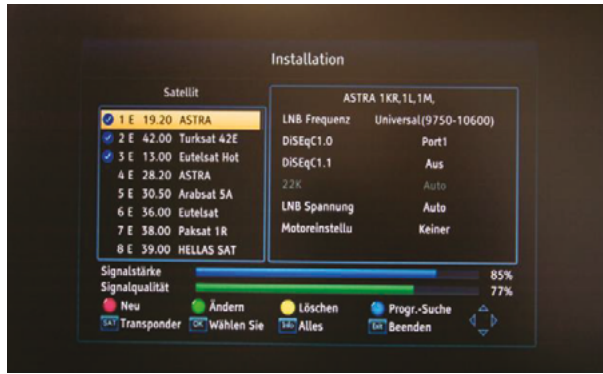 Installation
Satellit
1 E 19.20 ASTRA
2 E 42.00 Turksat 42E
3 E 13.00 Eutelsat Hot
4 E 28.20 ASTRA
5 E 30.50 Arabsat 5A
6 E 36.00 Eutelsat
7 E 38.00 Paksat 1R
8 E 39.00 HELLAS SAT
ASTRA 1KR,1L,1M,
LNB Frequenz Universal(9750-10600)
DiSEqC1.0 Port1
DiSEqC1.1 Aus
22K Auto
LNB Spannung Auto
Motoreinstellu Keiner
Signalstärke 85%
Signalqualität 77%
Neu Ändern Löschen Progr.-Suche
SAT Transponder OK Wählen Sie Info Alles Exit Beenden